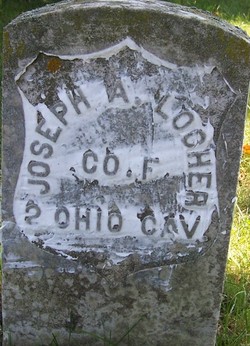 JOSEPH A. LOCHER
CO. F.
2 OHIO CAV